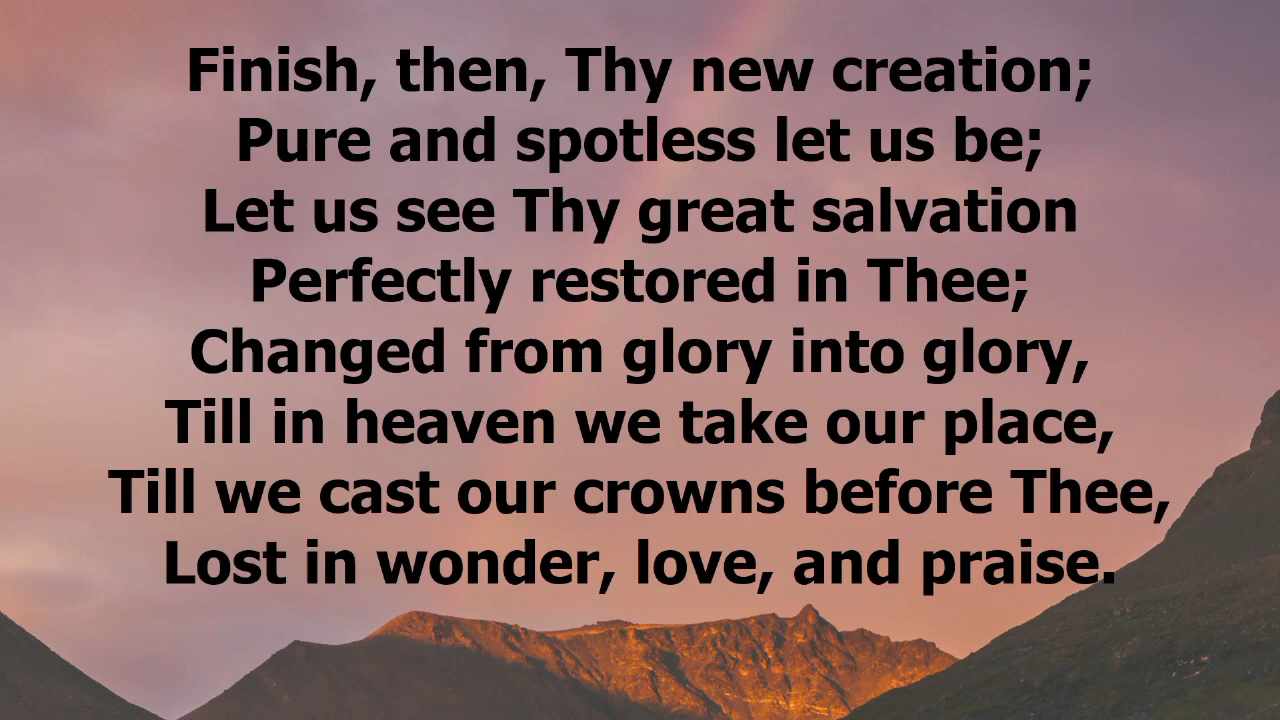 Finish, then, Thy new creation;
Pure and spotless let us be;
Let us see Thy great salvation
Perfectly restored in Thee;
Changed from glory into glory,
Till in heaven we take our place,
Till we cast our crowns before Thee,
Lost in wonder, love, and praise.